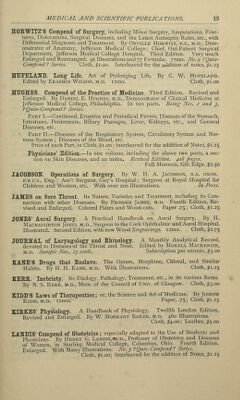 MEDICAL AND SCIENTIFIC PUBLICATIONS. 13
HORWITZ'S Compend of Surgery, including Minor Surgery, Amputations, Fractures, Dislocations, Surgical Diseases, and the Latest Antiseptic Rules, etc., with
Differential Diagnosis and Treatment. By ORVILLE HORWITZ, B.S., M.D., Demonstrator of Anatomy, Jefferson Medical College; Chief, Out-Patient Surgical
Department, Jefferson Medical College Hospital. Third Edition. Very much
Enlarged and Rearranged. 91 Illustrations and 77 Formulæ. 12mo. No. 9 ? Quiz-
Compend? Series. Cloth, $1.00. Interleaved for the addition of notes, $1.25
HUFELAND. Long Life. Art of Prolonging Life. By C. W. HUFELAND.
Edited by ERASMUS WILSON, M.D. 12mo. Cloth, $1.00
HUGHES. Compend of the Practice of Medicine. Third Edition. Revised and
Enlarged. By DANIEL E. HUGHES, M.D., Demonstrator of Clinical Medicine at
Jefferson Medical College, Philadelphia. In two parts. Being Nos. 2 and 3,
? Quiz-Compend? Series.
PART I.—Continued, Eruptive and Periodical Fevers, Diseases of the Stomach,
Intestines, Peritoneum, Biliary Passages, Liver, Kidneys, etc., and General
Diseases, etc.
PART II.—Diseases of the Respiratory System, Circulatory System and Nervous System; Diseases of the Blood, etc.
Price of each Part, in Cloth, $1.00; interleaved for the addition of Notes, $1.25
Physicians' Edition.—In one volume, including the above two parts, a section on Skin Diseases, and an index. Revised Edition. 408 pages.
Full Morocco, Gilt Edge, $2.50
JACOBSON. Operations of Surgery. By W. H. A. JACOBSON, B.A. OXON.,
F.R.C.S., Eng. Ass't Surgeon, Guy's Hospital; Surgeon at Royal Hospital for
Children and Women, etc. With over 200 Illustrations. In Press.
JAMES on Sore Throat. Its Nature, Varieties and Treatment, including its Connection with other Diseases. By PROSSER JAMES, M.D. Fourth Edition, Revised and Enlarged. Colored Plates and Wood-cuts. Paper .75; Cloth, $1.25
JONES' Aural Surgery. A Practical Handbook on Aural Surgery. By H.
MACNAUGHTON JONES, M.D., Surgeon to the Cork Ophthalmic and Aural Hospital.
Illustrated. Second Edition, with new Wood Engravings. 12mo. Cloth, $2.75
JOURNAL of Laryngology and Rhinology. A Monthly Analytical Record,
devoted to Diseases of the Throat and Nose. Edited by MORELL MACKENZIE,
M.D. Sample Nos., 25 cents. Subscription per annum, $3.00
KANE'S Drugs that Enslave. The Opium, Morphine, Chloral, and Similar
Habits. By H. H. KANE, M.D. With Illustrations. Cloth, $1.25
KERR. Inebriety. Its Etiology, Pathology, Treatment, etc., in its various forms.
By N. S. KERR, M.D., Mem. of the Council of Univ. of Glasgow. Cloth, $3.00
KIDD'S Laws of Therapeutics; or, the Science and Art of Medicine. By JOSEPH
KIDD, M.D. 12mo. Paper, .75; Cloth, $1.25
KIRKES' Physiology. A Handbook of Physiology. Twelfth London Edition,
Revised and Enlarged. By W. MORRANT BAKER, M.D. 460 Illustrations.
Cloth, $4.00; Leather, $5.00
LANDIS' Compend of Obstetrics; especially adapted to the Use of Students and
Physicians. By HENRY G. LANDIS, M.D., Professor of Obstetrics and Diseases
of Women, in Starling Medical College, Columbus, Ohio. Fourth Edition.
Enlarged. With Many Illustrations. No. 5 ? Quiz-Compend? Series.
Cloth, $1.00; interleaved for the addition of Notes, $1.25